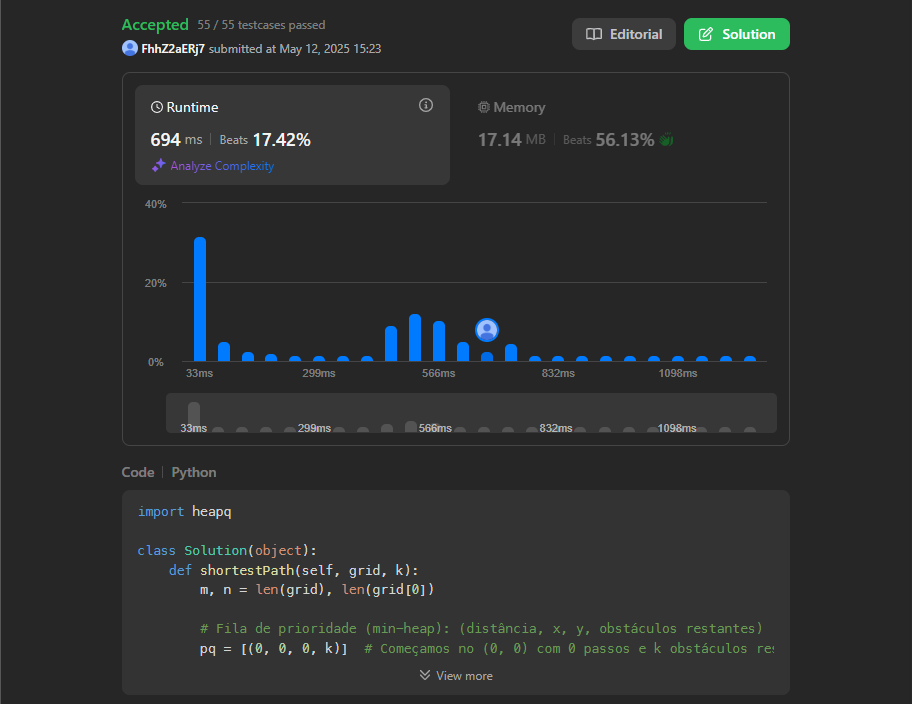 Accepted 55 / 55 testcases passed
Editorial
Solution
FhhZ2aERj7 submitted at May 12, 2025 15:23
Runtime
694 ms Beats 17.42%
Analyze Complexity
Memory
17.14 MB Beats 56.13%
40%
20%
0%
33ms 299ms 566ms 832ms 1098ms
33ms 299ms 566ms 832ms 1098ms
Code Python
import heapq
class Solution(object):
def shortestPath(self, grid, k):
m, n = len(grid), len(grid[0])
# Fila de prioridade (min-heap): (distância, x, y, obstáculos restantes)
pq = [(0, 0, 0, k)] # Começamos no (0, 0) com 0 passos e k obstáculos
View more